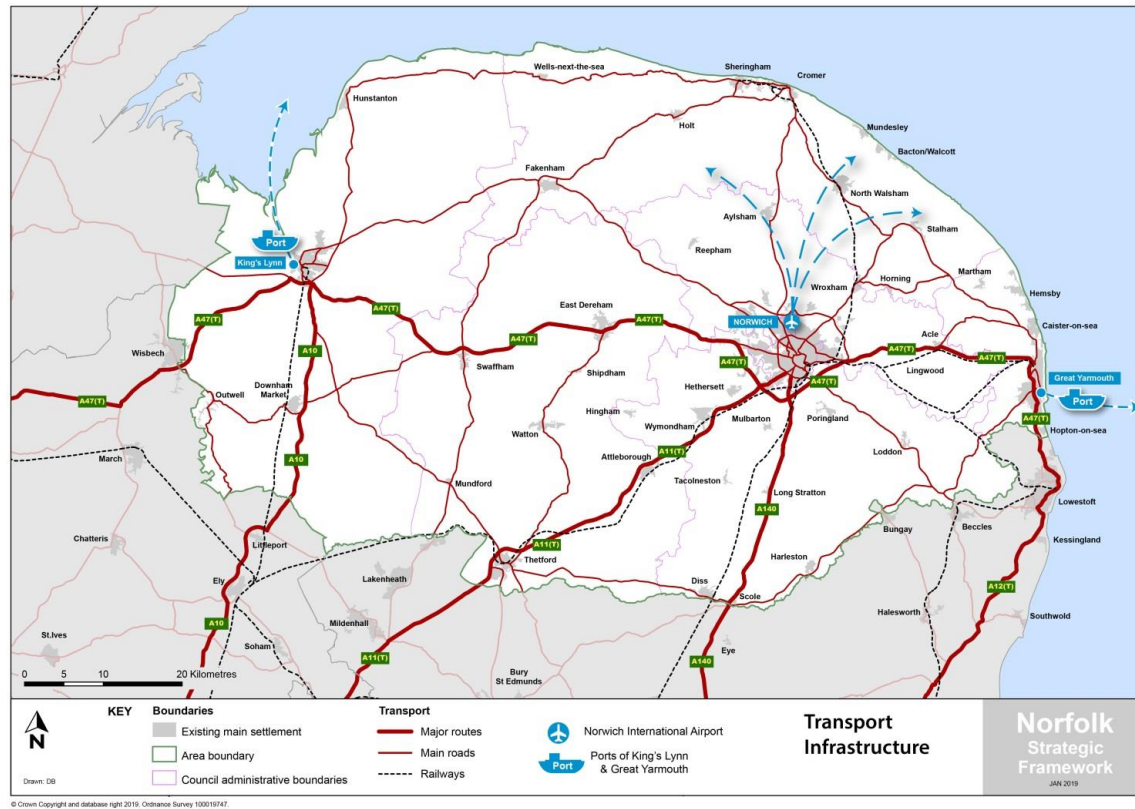 Wells-next-the-sea
Sheringham
Cromer
Hunstanton
Holt
Mundesley
Bacton/Walcott
Fakenham
North Walsham
Aylsham
Stalham
Port
King's Lynn
Reepham
Martham
Wroxham
Horning
Hemsby
A47(T)
A47(T)
East Dereham
A47(T)
NORWICH
Caister-on-sea
Acle
A47(T)
A47(T)
Wisbech
A10
A47(T)
Swaffham
Shipdham
Lingwood
Great Yarmouth
Port
Hethersett
A47(T)
A47(T)
Downham
Market
Outwell
A47(T)
Hingham
Wymondham
Mulbarton
Poringland
A47(T)
Hopton-on-sea
Watton
March
A10
Attleborough
A11(T)
Loddon
Mundford
Tacolneston
Long Stratton
A140
Lowestoft
Bungay
Beccles
Chatteris
Littleport
A11(T)
Thetford
Harleston
Kessingland
Ely
Lakenheath
Diss
Scole
A12(T)
Halesworth
Southwold
A10
Mildenhall
St.Ives
Soham
A11(T)
Eye
A140
Bury
St Edmunds
0 5 10 20 Kilometres
N
Drawn: DB
KEY
Boundaries
Existing main settlement
Area boundary
Council administrative boundaries
Transport
Major routes
Main roads
Railways
Norwich International Airport
Port
Ports of King's Lynn
& Great Yarmouth
Transport
Infrastructure
Norfolk
Strategic
Framework
JAN 2019
© Crown Copyright and database right 2019. Ordnance Survey 100019747.